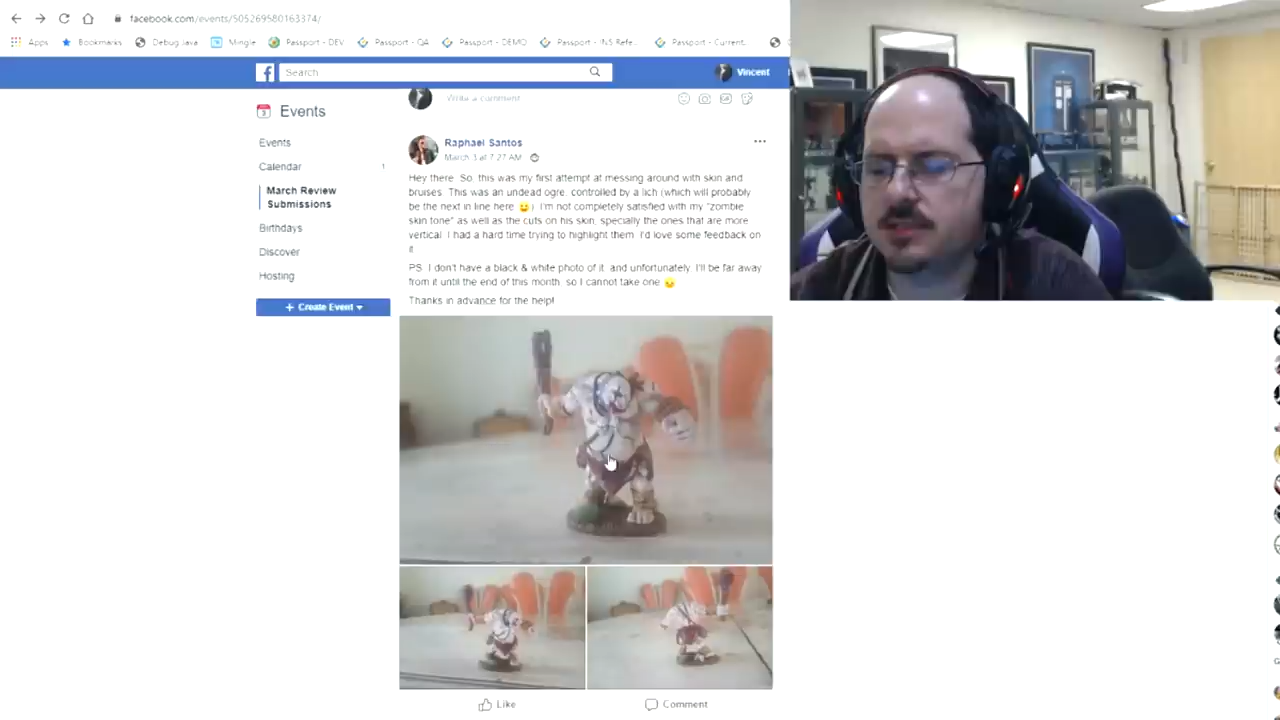 facebook.com/events/505269580163374/
Apps Bookmarks Debug Java Mingle Passport - DEV Passport - QA Passport - DEMO Passport - INS Refe... Passport - Current...
Search
Vincent
Events
Events
Calendar 1
March Review
Submissions
Birthdays
Discover
Hosting
+ Create Event
Write a comment
Raphael Santos
March 3 at 7:27 AM
Hey there. So, this was my first attempt at messing around with skin and
bruises. This was an undead ogre, controlled by a lich (which will probably
be the next in line here ). I'm not completely satisfied with my "zombie
skin tone" as well as the cuts on his skin, specially the ones that are more
vertical. I had a hard time trying to highlight them. I'd love some feedback on
it.
PS. I don't have a black & white photo of it, and unfortunately, I'll be far away
from it until the end of this month, so I cannot take one
Thanks in advance for the help!
Like Comment